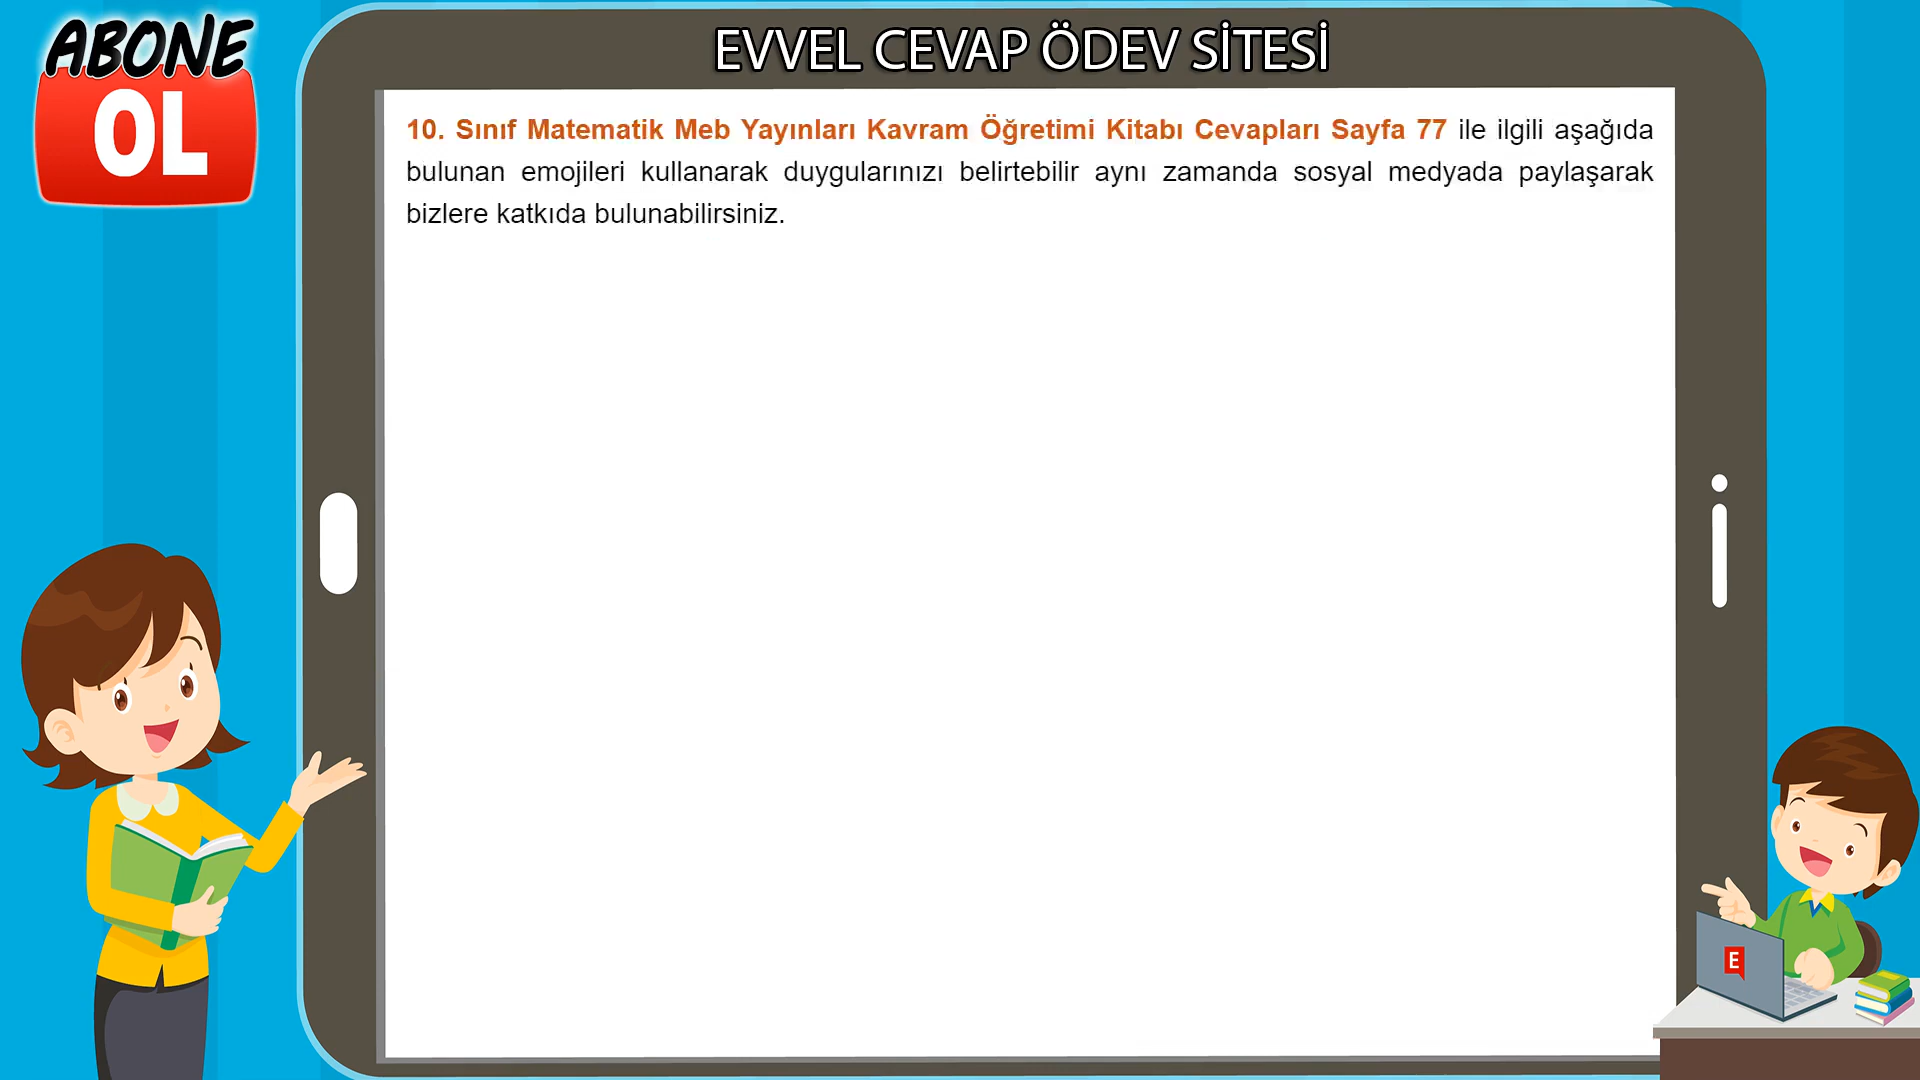 ABONE
OL
EVVEL CEVAP ÖDEV SİTESİ
10. Sınıf Matematik Meb Yayınları Kavram Öğretimi Kitabı Cevapları Sayfa 77 ile ilgili aşağıda
bulunan emojileri kullanarak duygularınızı belirtebilir aynı zamanda sosyal medyada paylaşarak
bizlere katkıda bulunabilirsiniz.
E